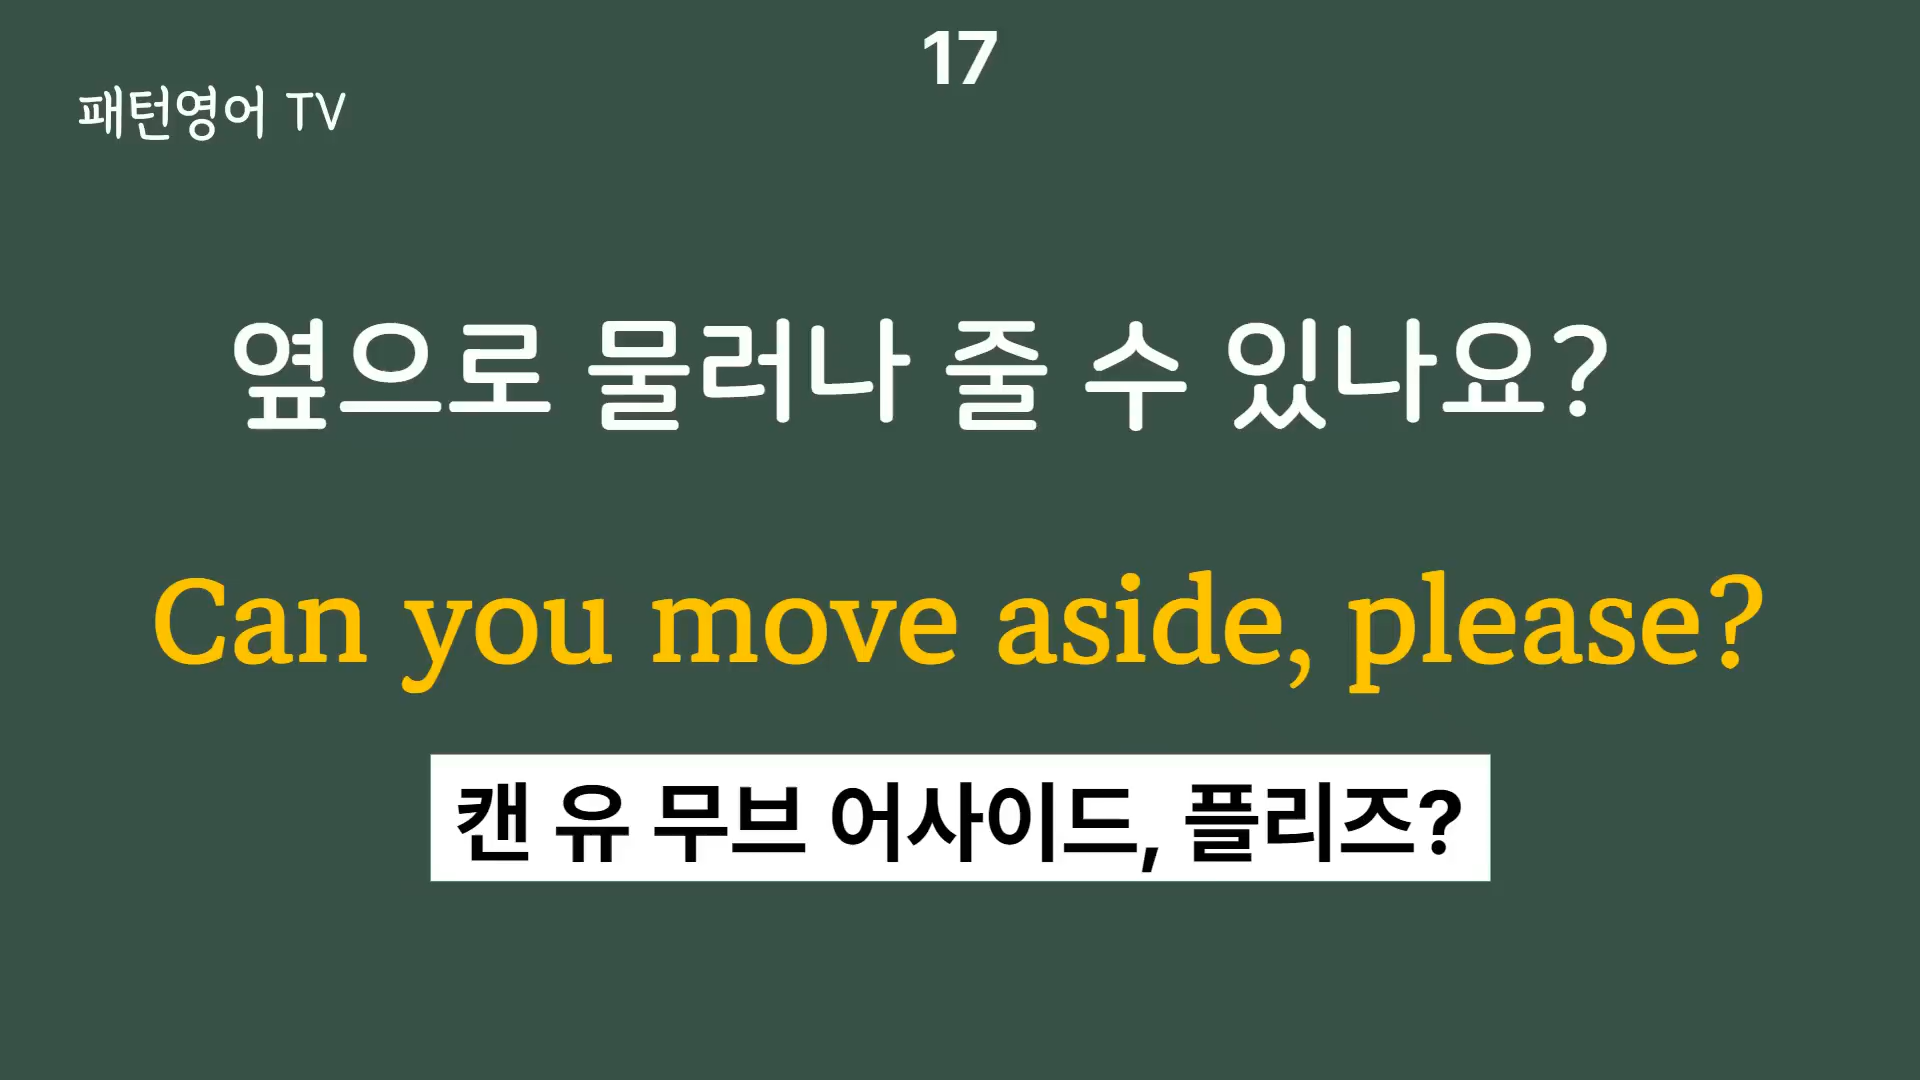 17
패턴영어 TV
옆으로 물러나 줄 수 있나요?
Can you move aside, please?
캔 유 무브 어사이드, 플리즈?